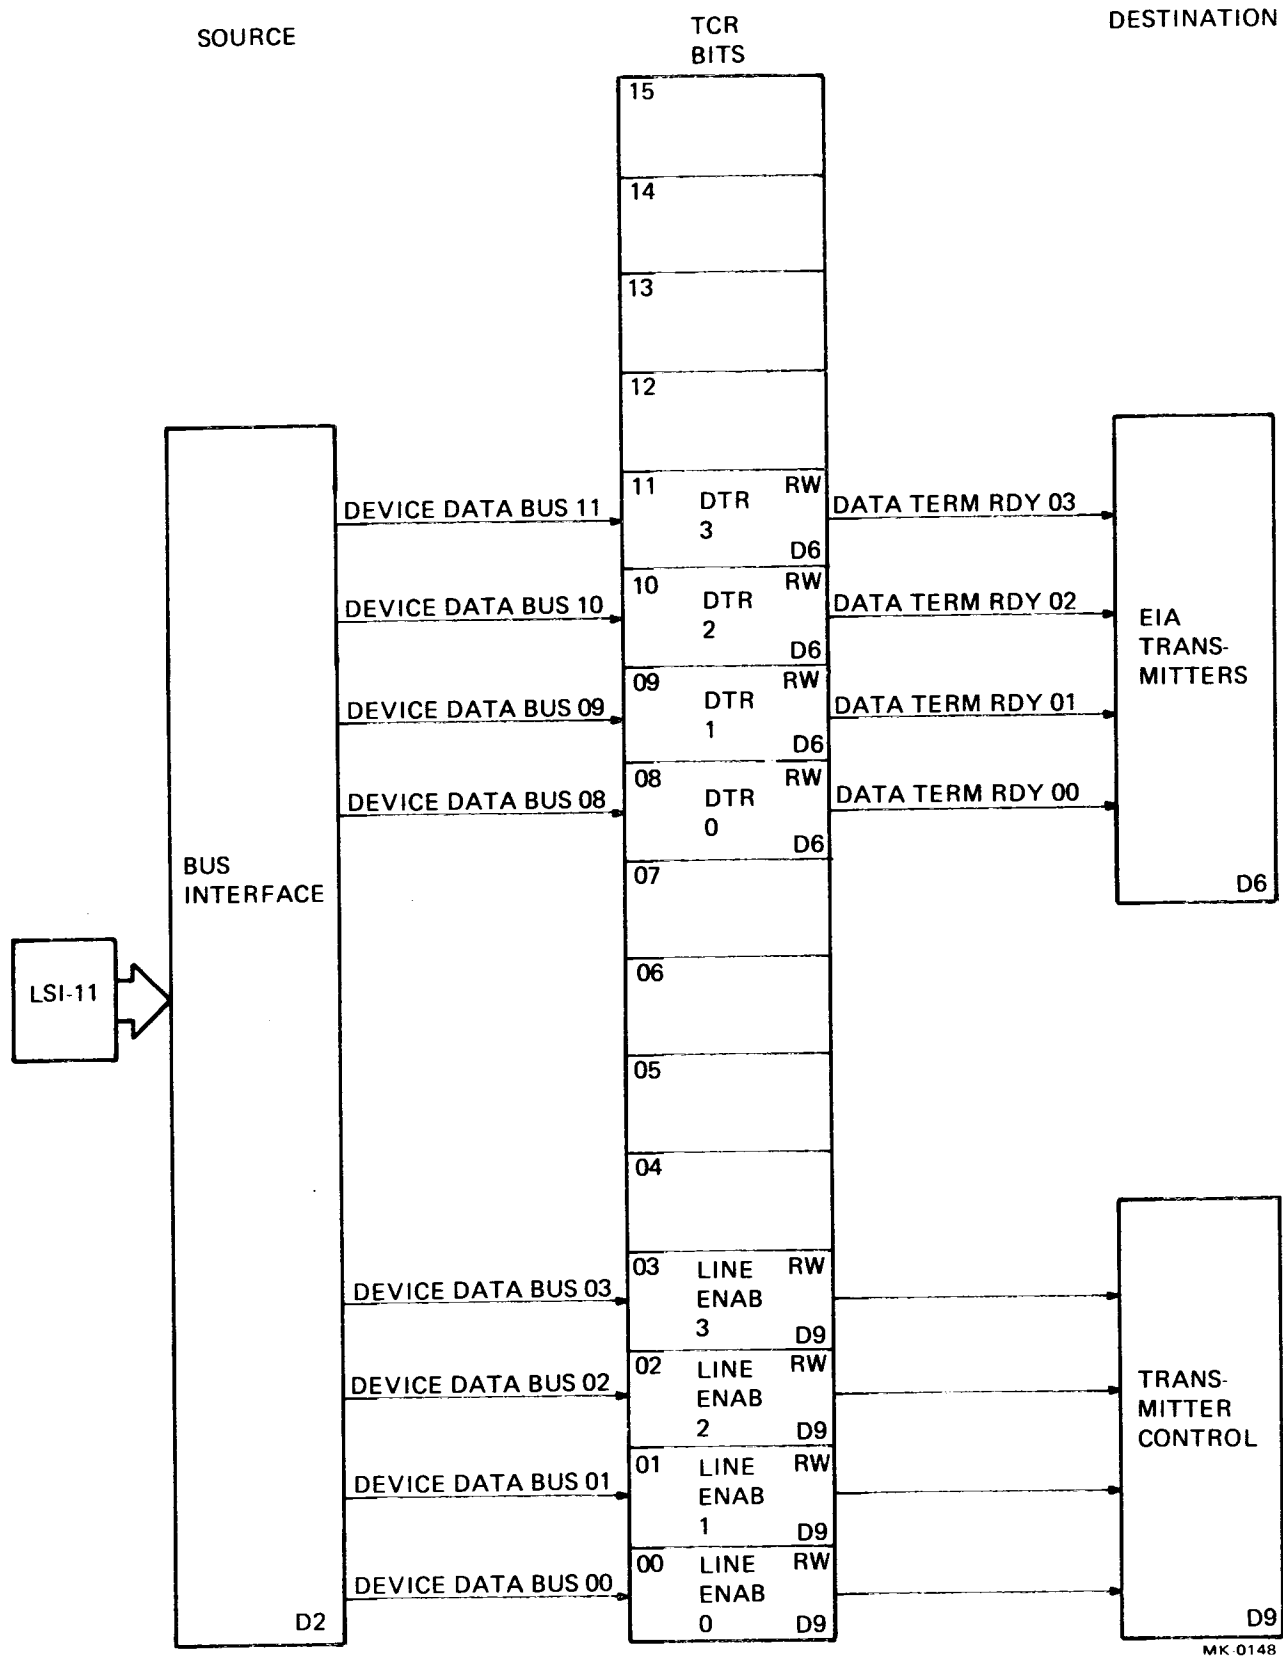 SOURCE
TCR
BITS
DESTINATION
15
14
13
12
11 RW
DTR
3
D6
DEVICE DATA BUS 11
DATA TERM RDY 03
10 RW
DTR
2
D6
DEVICE DATA BUS 10
DATA TERM RDY 02
09 RW
DTR
1
D6
DEVICE DATA BUS 09
DATA TERM RDY 01
08 RW
DTR
0
D6
DEVICE DATA BUS 08
DATA TERM RDY 00
EIA
TRANS-
MITTERS
D6
BUS
INTERFACE
D2
LSI-11
07
06
05
04
03 LINE RW
ENAB
3 D9
DEVICE DATA BUS 03
02 LINE RW
ENAB
2 D9
DEVICE DATA BUS 02
01 LINE RW
ENAB
1 D9
DEVICE DATA BUS 01
00 LINE RW
ENAB
0 D9
DEVICE DATA BUS 00
TRANS-
MITTER
CONTROL
D9
MK-0148